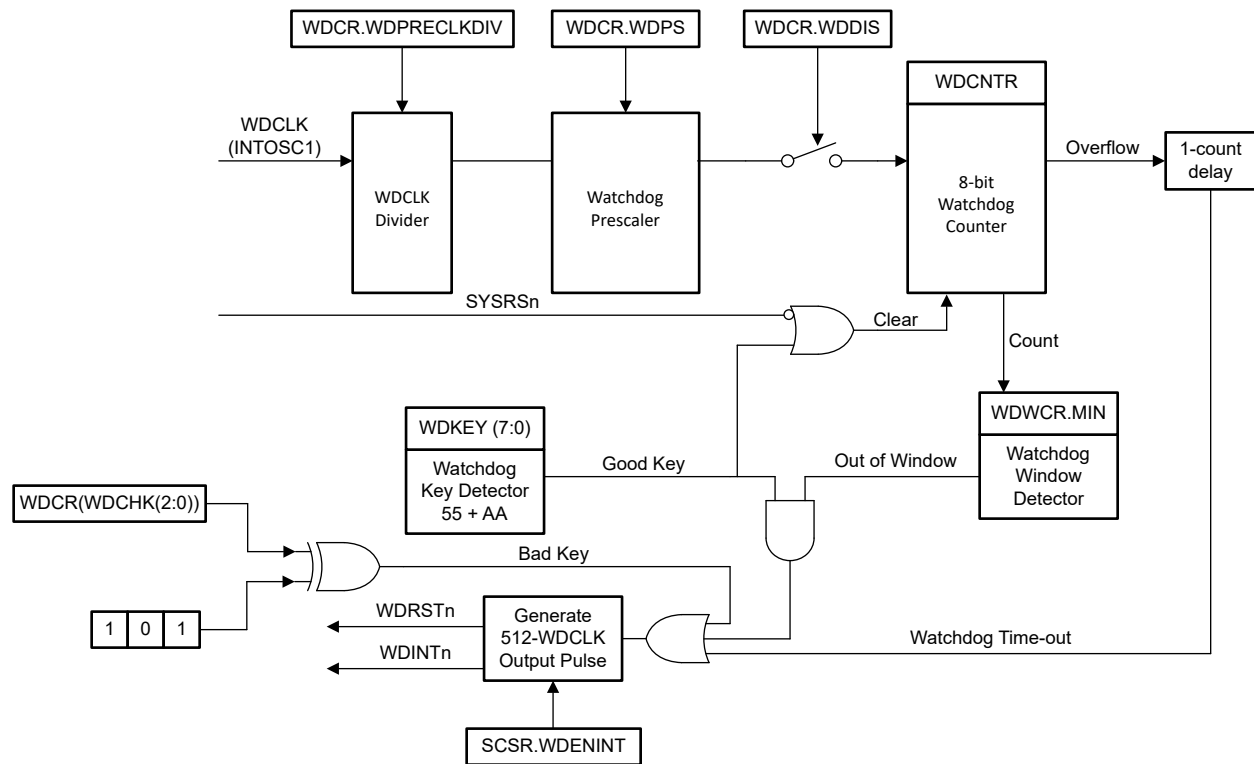 WDCR.WDPRECLKDIV
WDCR.WDPS
WDCR.WDDIS
WDCNTR
WDCLK
(INTOSC1)
WDCLK
Divider
Watchdog
Prescaler
8-bit
Watchdog
Counter
Overflow
1-count
delay
SYSRSn
Clear
Count
WDKEY (7:0)
Watchdog
Key Detector
55 + AA
Good Key
Out of Window
WDWCR.MIN
Watchdog
Window
Detector
WDCR(WDCHK(2:0))
Bad Key
1 0 1
WDRSTn
WDINTn
Generate
512-WDCLK
Output Pulse
Watchdog Time-out
SCSR.WDENINT